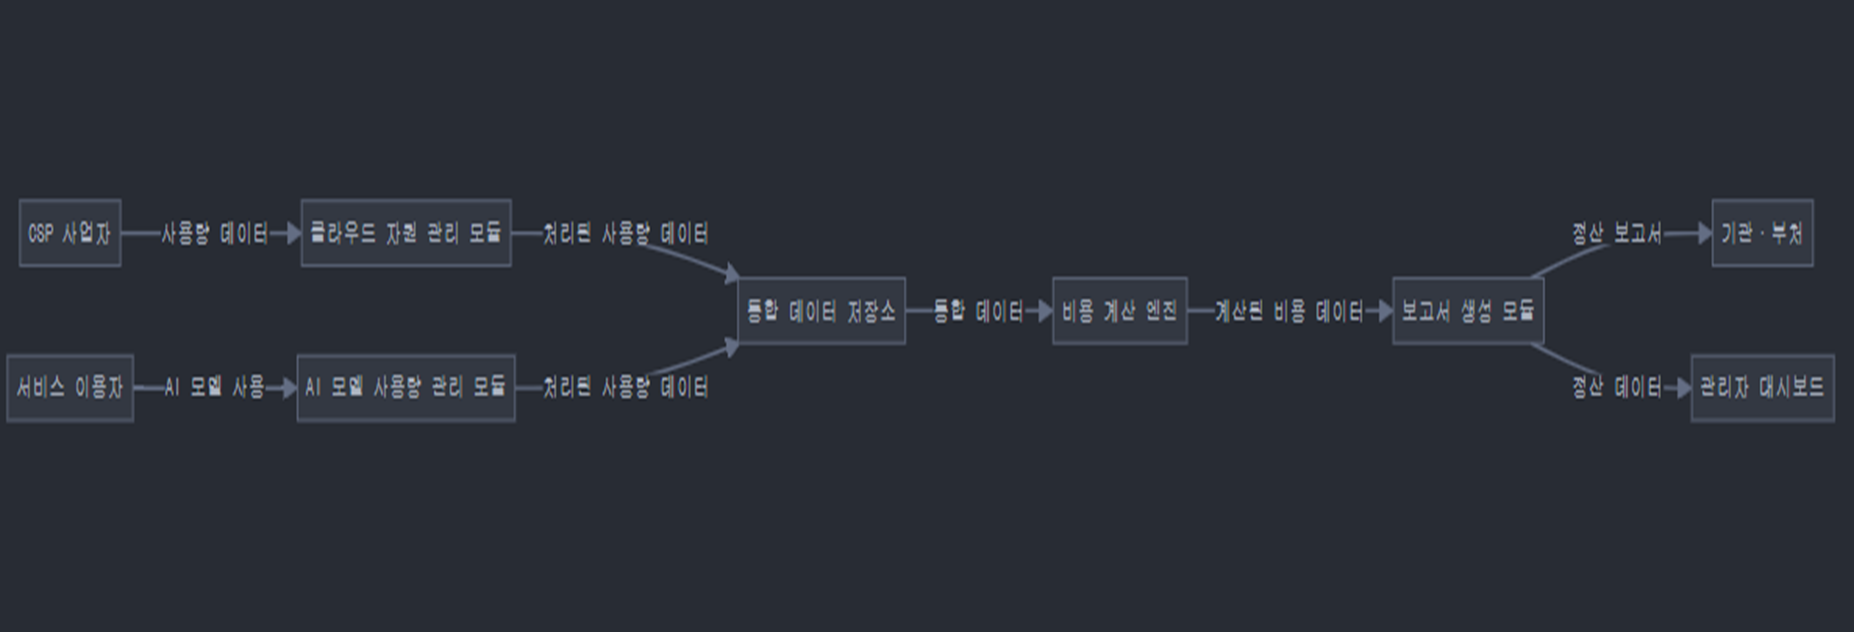 CSP 사업자 사용량 데이터 클라우드 자원 관리 모듈 처리된 사용량 데이터 정산 보고서 기관·부처
통합 데이터 저장소 통합 데이터 비용 계산 엔진 계산된 비용 데이터 보고서 생성 모듈
서비스 이용자 AI 모델 사용 AI 모델 사용량 관리 모듈 처리된 사용량 데이터 정산 데이터 관리자 대시보드